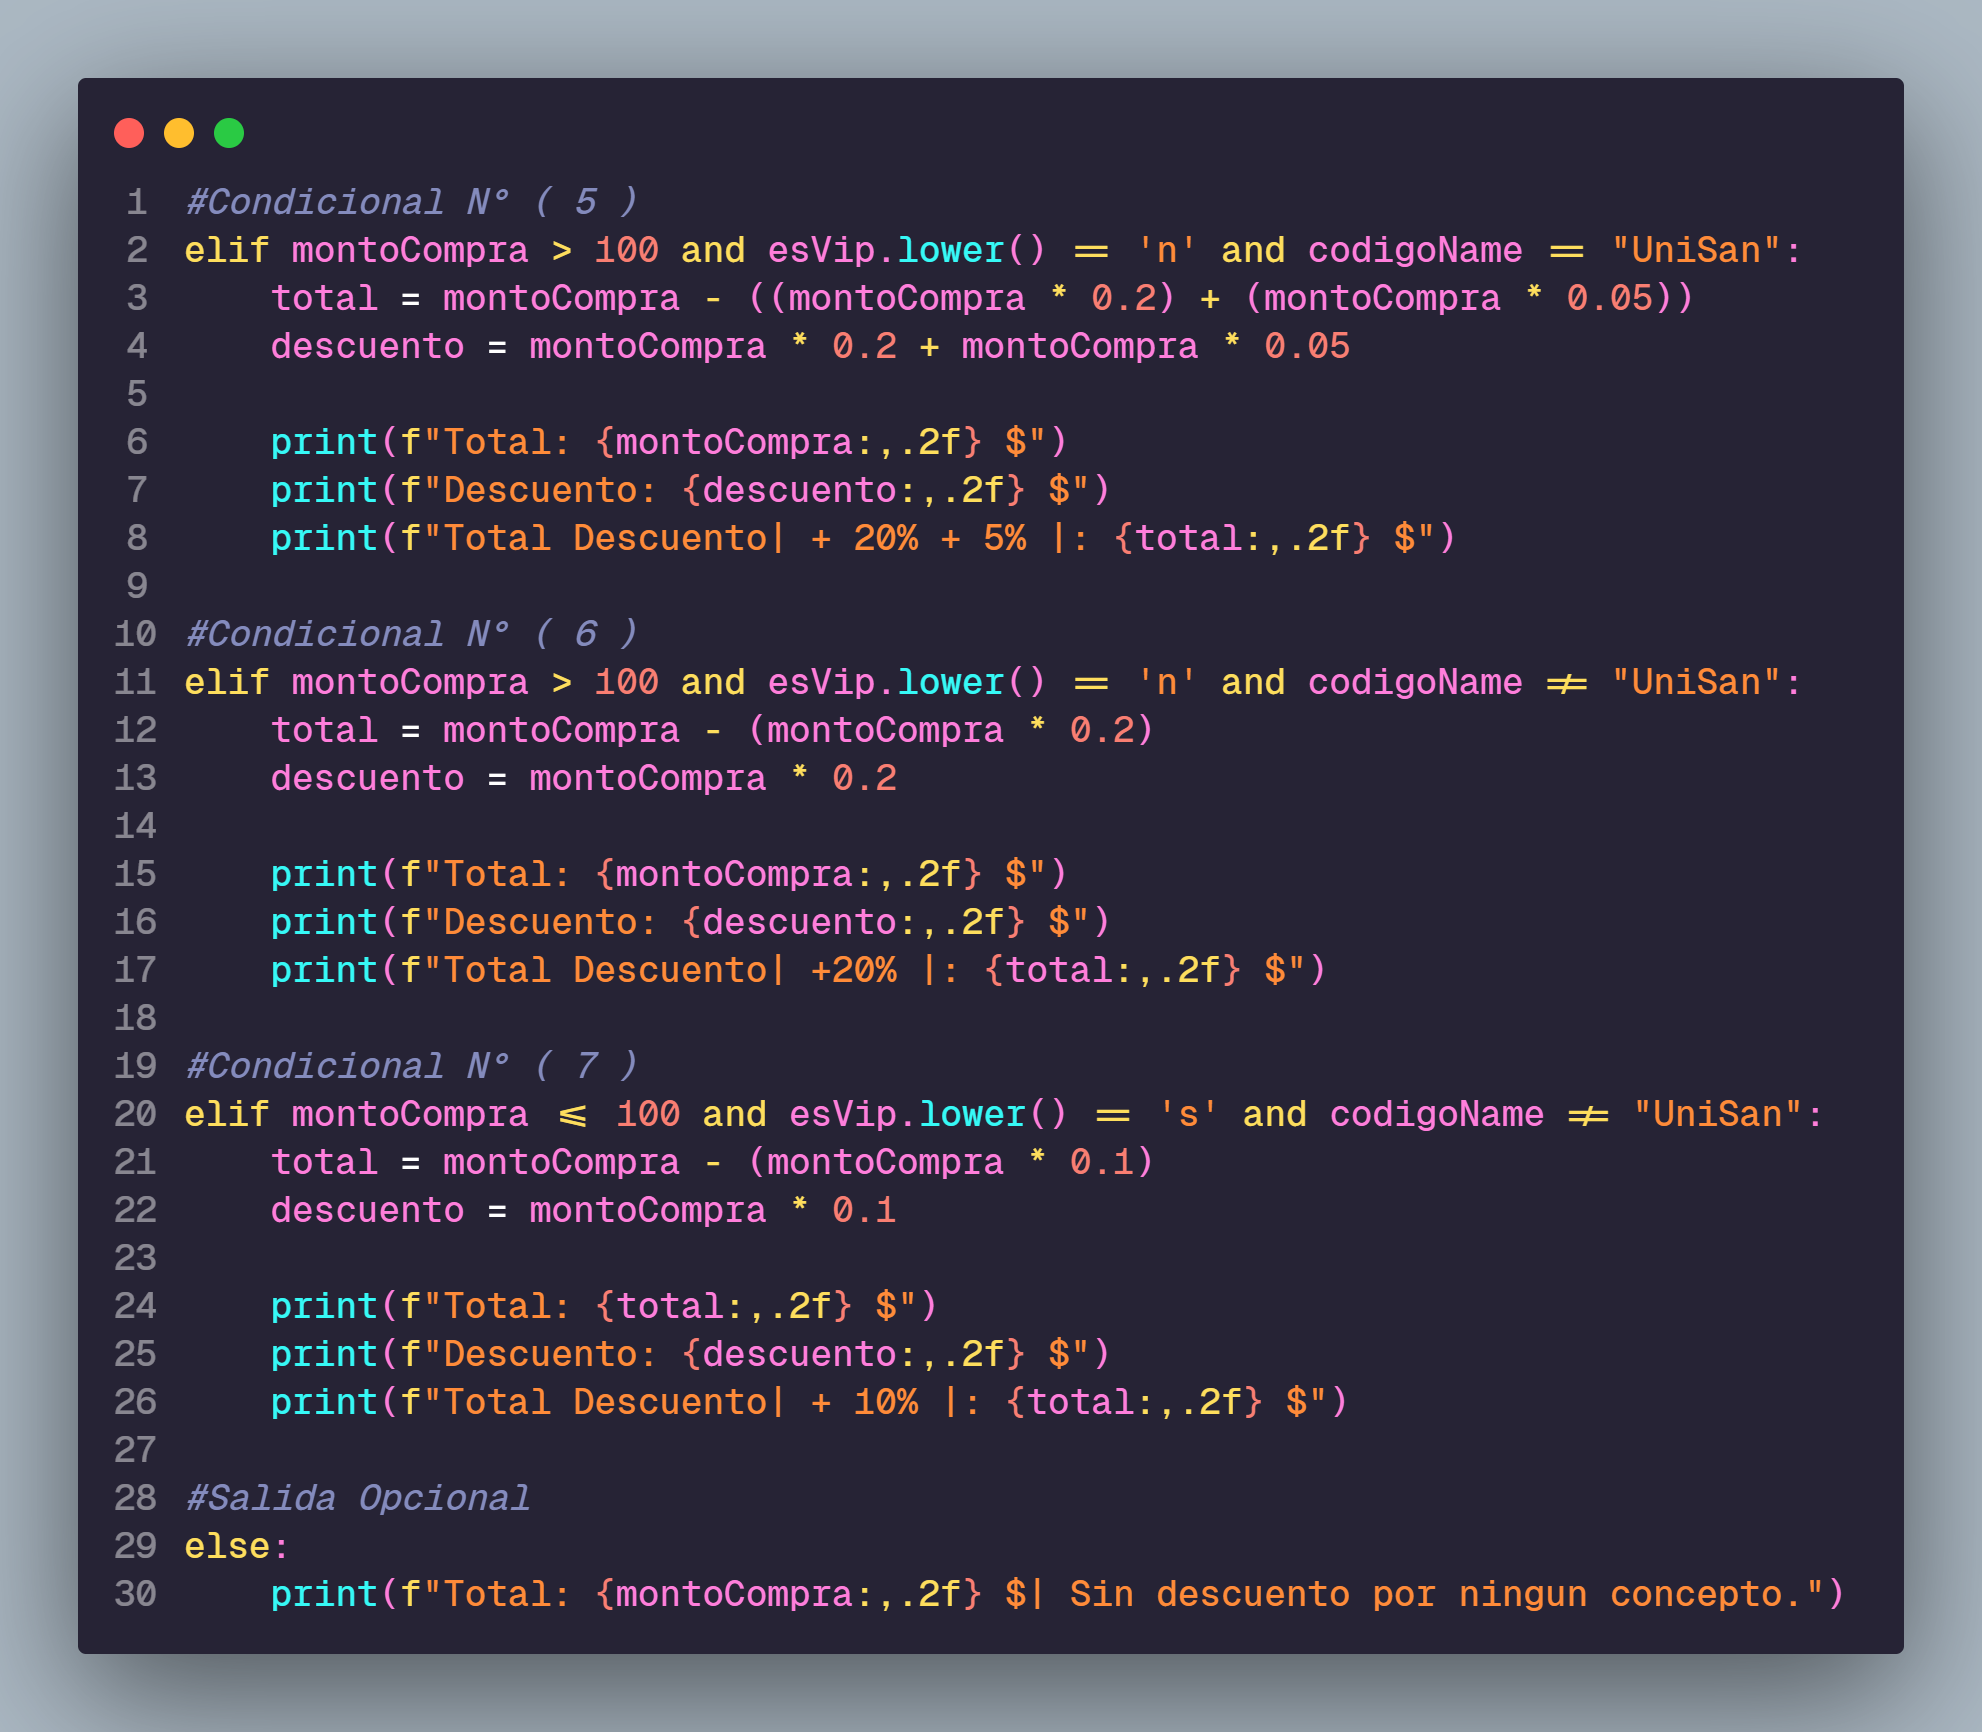 1 #Condicional N° ( 5 )
2 elif montoCompra > 100 and esVip.lower() == 'n' and codigoName == "UniSan":
3     total = montoCompra - ((montoCompra * 0.2) + (montoCompra * 0.05))
4     descuento = montoCompra * 0.2 + montoCompra * 0.05
5
6     print(f"Total: {montoCompra:,.2f} $")
7     print(f"Descuento: {descuento:,.2f} $")
8     print(f"Total Descuento| + 20% + 5% |: {total:,.2f} $")
9
10 #Condicional N° ( 6 )
11 elif montoCompra > 100 and esVip.lower() == 'n' and codigoName != "UniSan":
12     total = montoCompra - (montoCompra * 0.2)
13     descuento = montoCompra * 0.2
14
15     print(f"Total: {montoCompra:,.2f} $")
16     print(f"Descuento: {descuento:,.2f} $")
17     print(f"Total Descuento| +20% |: {total:,.2f} $")
18
19 #Condicional N° ( 7 )
20 elif montoCompra <= 100 and esVip.lower() == 's' and codigoName != "UniSan":
21     total = montoCompra - (montoCompra * 0.1)
22     descuento = montoCompra * 0.1
23
24     print(f"Total: {total:,.2f} $")
25     print(f"Descuento: {descuento:,.2f} $")
26     print(f"Total Descuento| + 10% |: {total:,.2f} $")
27
28 #Salida Opcional
29 else:
30     print(f"Total: {montoCompra:,.2f} $| Sin descuento por ningun concepto.")